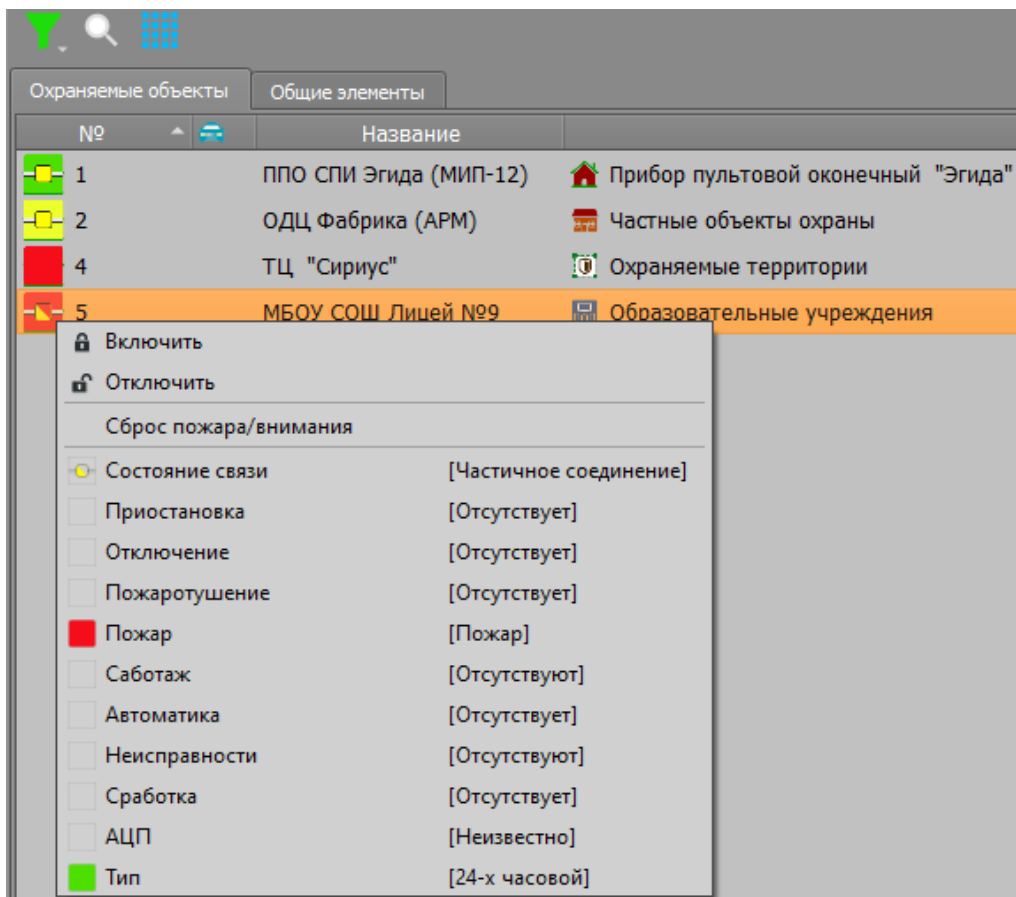 Охраняемые объекты Общие элементы
№ Название
1 ППО СПИ Эгида (МИП-12) Прибор пультовой оконечный "Эгида"
2 ОДЦ Фабрика (АРМ) Частные объекты охраны
4 ТЦ "Сириус" Охраняемые территории
5 МБОУ СОШ Лицей №9 Образовательные учреждения
Включить
Отключить
Сброс пожара/внимания
Состояние связи [Частичное соединение]
Приостановка [Отсутствует]
Отключение [Отсутствует]
Пожаротушение [Отсутствует]
Пожар [Пожар]
Саботаж [Отсутствуют]
Автоматика [Отсутствует]
Неисправности [Отсутствуют]
Сработка [Отсутствует]
АЦП [Неизвестно]
Тип [24-х часовой]